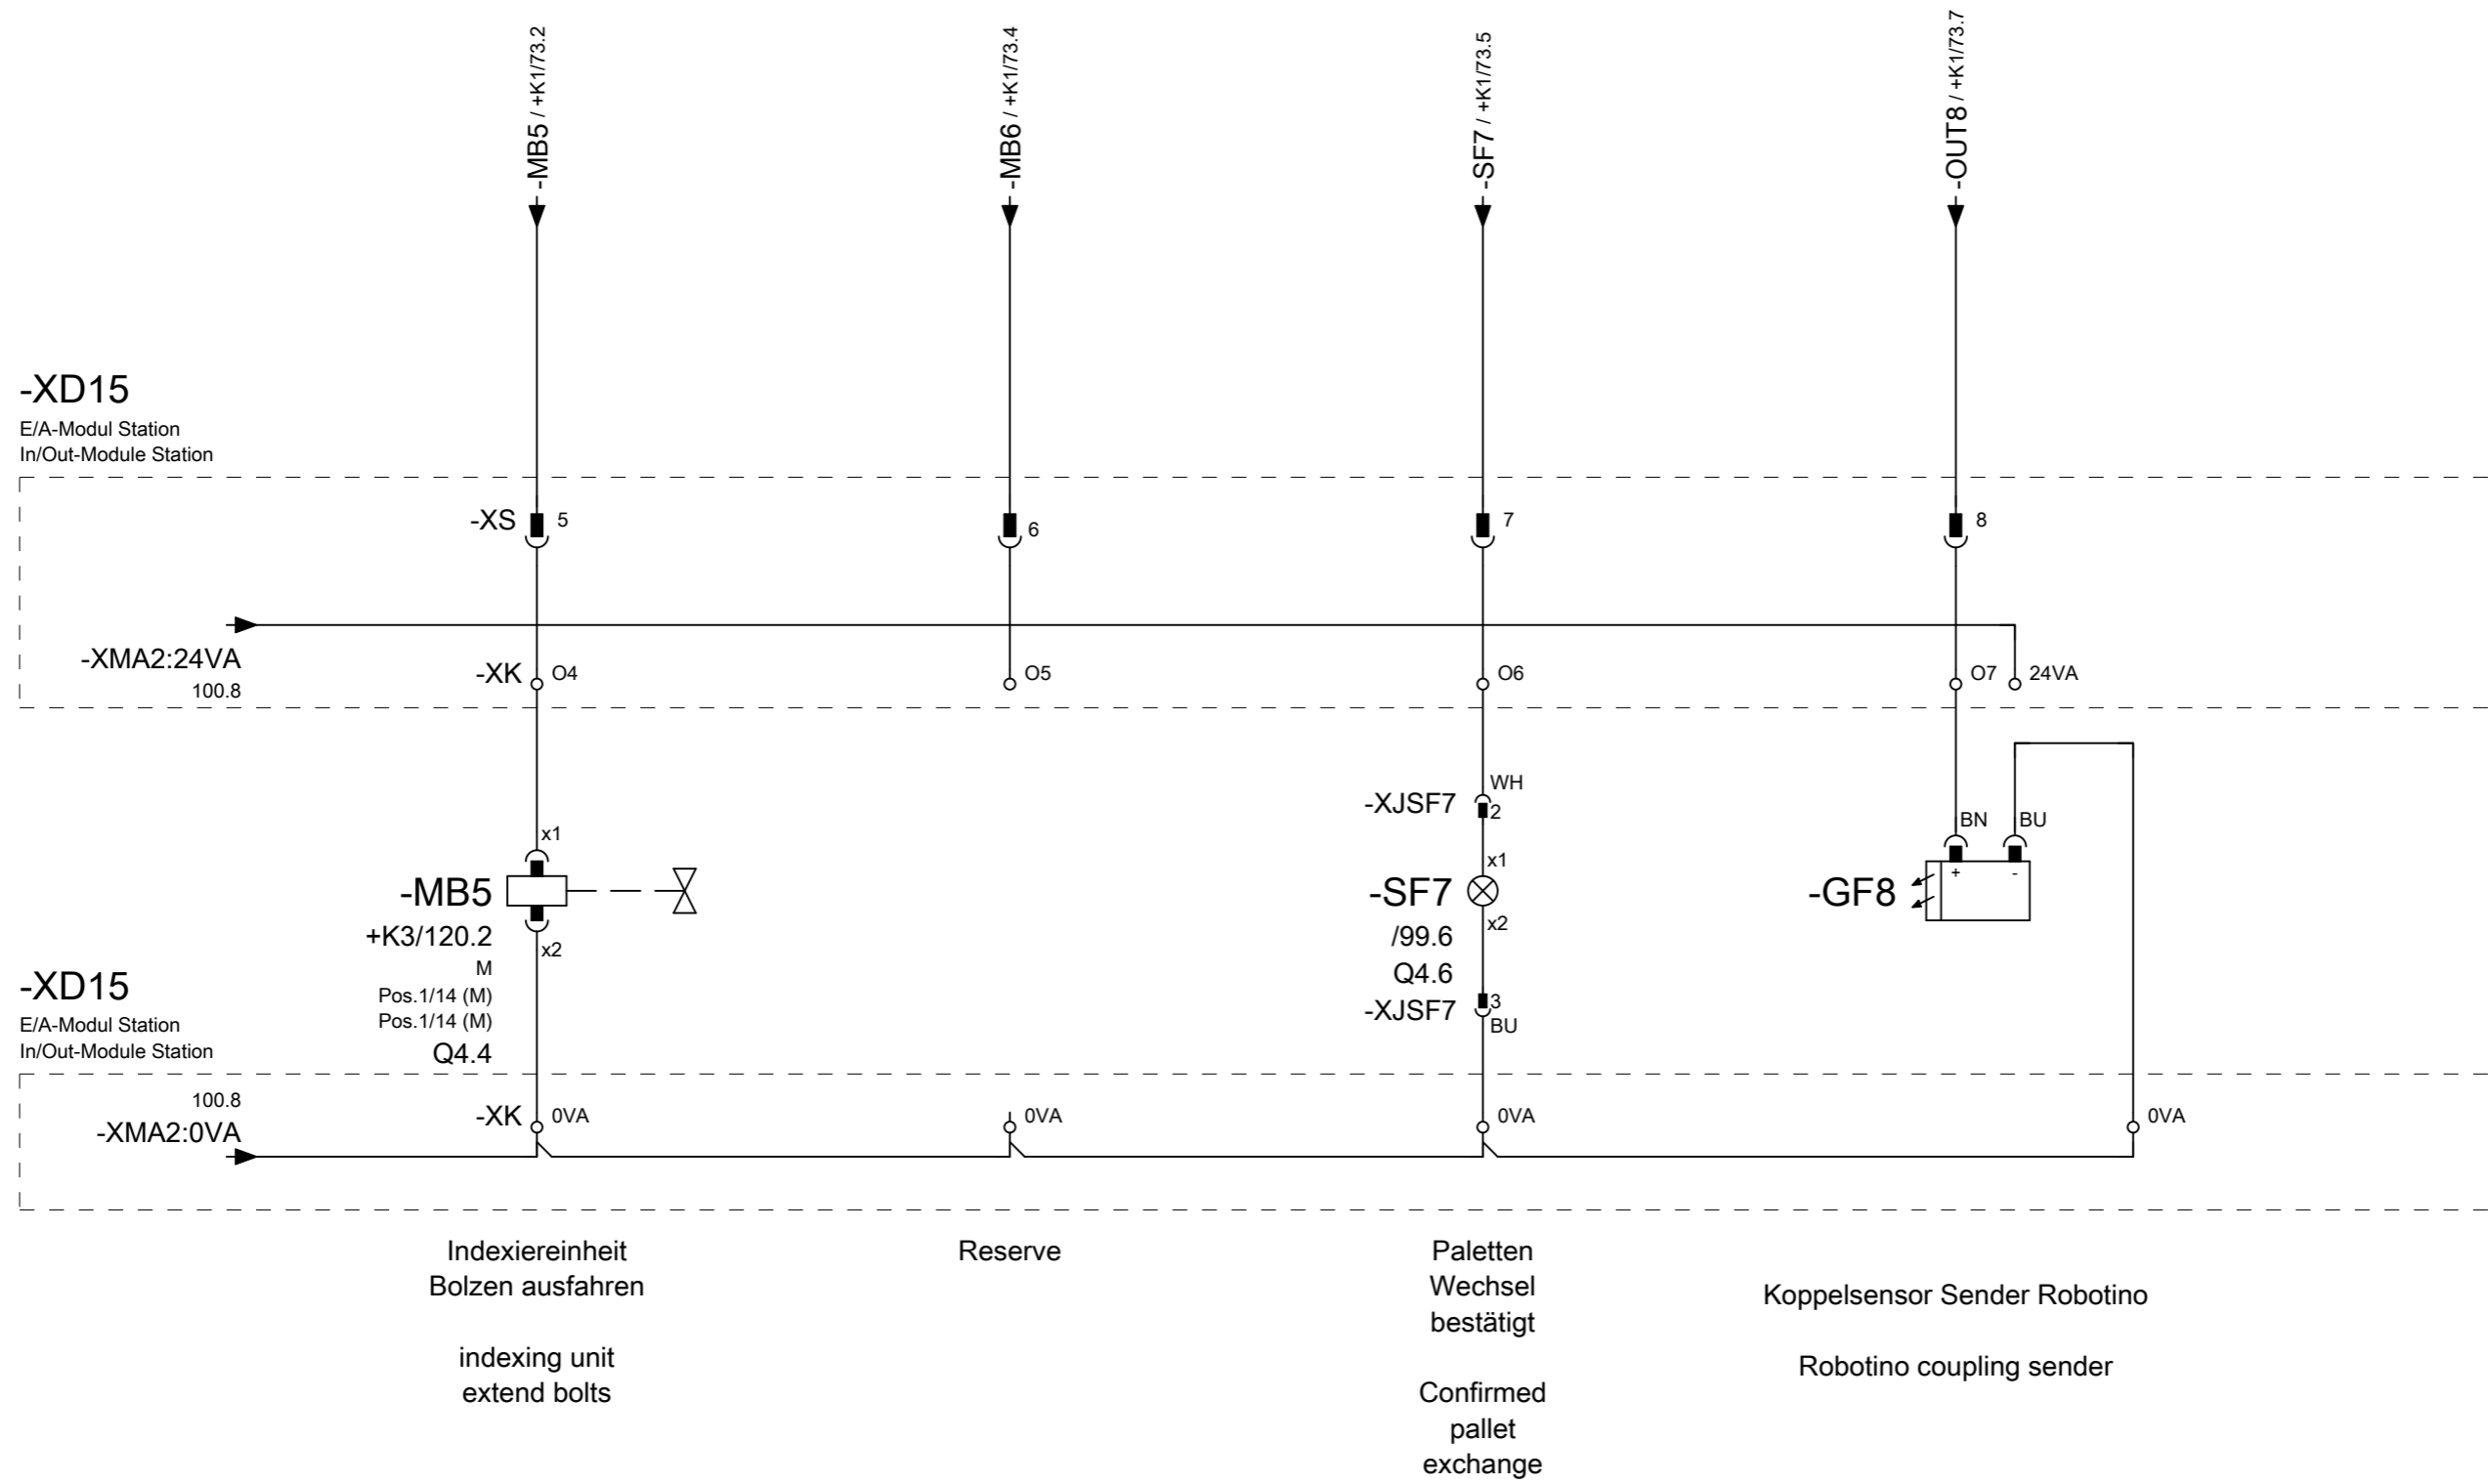 -MB5 / +K1/73.2
-MB6 / +K1/73.4
-SF7 / +K1/73.5
-OUT8 / +K1/73.7
-XD15
E/A-Modul Station
In/Out-Module Station
-XS 5
6
7
8
-XMA2:24VA
100.8
-XK O4
O5
O6
O7
24VA
WH
-XJSF7
2
x1
-MB5
x2
+K3/120.2
M
Pos.1/14 (M)
Pos.1/14 (M)
Q4.4
x1
-SF7
x2
/99.6
Q4.6
-XJSF7
3
BU
BN
BU
+
-
-GF8
-XD15
E/A-Modul Station
In/Out-Module Station
100.8
-XMA2:0VA
-XK 0VA
0VA
0VA
0VA
Indexiereinheit
Bolzen ausfahren
indexing unit
extend bolts
Reserve
Paletten
Wechsel
bestätigt
Confirmed
pallet
exchange
Koppelsensor Sender Robotino
Robotino coupling sender